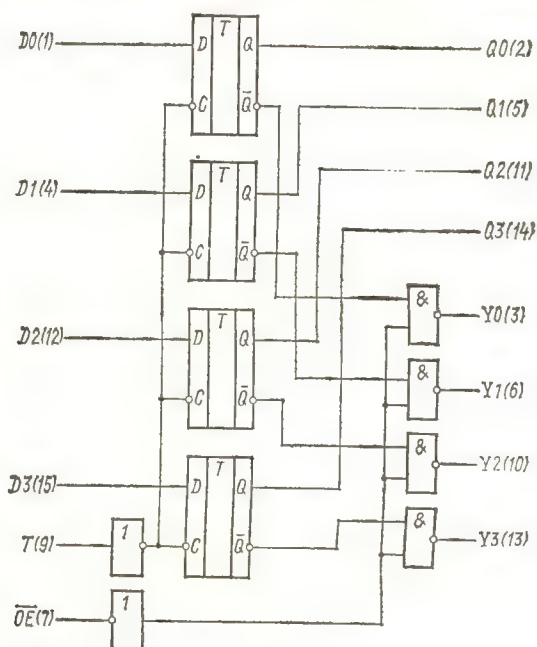 D0(1)
D T Q
C Q̅
Q0(2)
Q1(5)
D1(4)
D T Q
C Q̅
Q2(11)
Q3(14)
D2(12)
D T Q
C Q̅
& Y0(3)
& Y1(6)
& Y2(10)
& Y3(13)
D3(15)
D T Q
C Q̅
T(9)
1
O̅E̅(7)
1